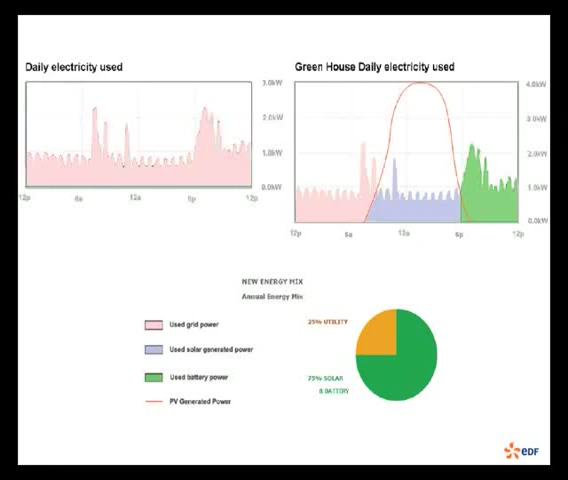 Daily electricity used
Green House Daily electricity used
3.0kW
2.0kW
1.0kW
0.0kW
12p 6a 12a 6p 12p
4.0kW
3.0kW
2.0kW
1.0kW
0.0kW
12p 6a 12a 6p 12p
NEW ENERGY MIX
Annual Energy Mix
Used grid power
Used solar generated power
Used battery power
PV Generated Power
25% UTILITY
75% SOLAR
& BATTERY
eDF